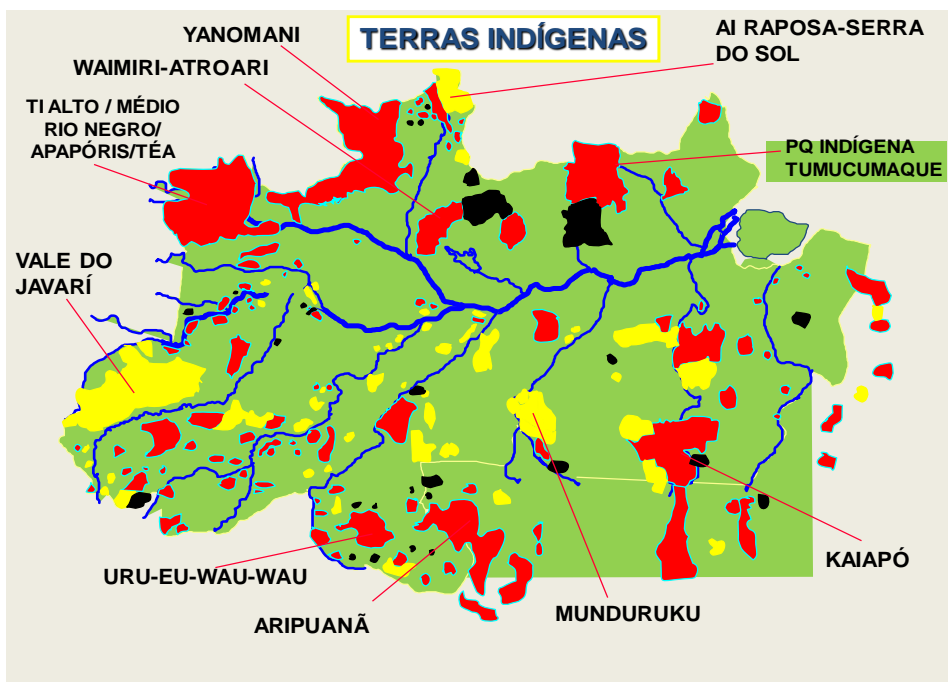 YANOMANI
TERRAS INDÍGENAS
AI RAPOSA-SERRA
DO SOL
WAIMIRI-ATROARI
TI ALTO / MÉDIO
RIO NEGRO/
APAPÓRIS/TÉA
PQ INDÍGENA
TUMUCUMAQUE
VALE DO
JAVARÍ
KAIAPÓ
URU-EU-WAU-WAU
MUNDURUKU
ARIPUANÃ